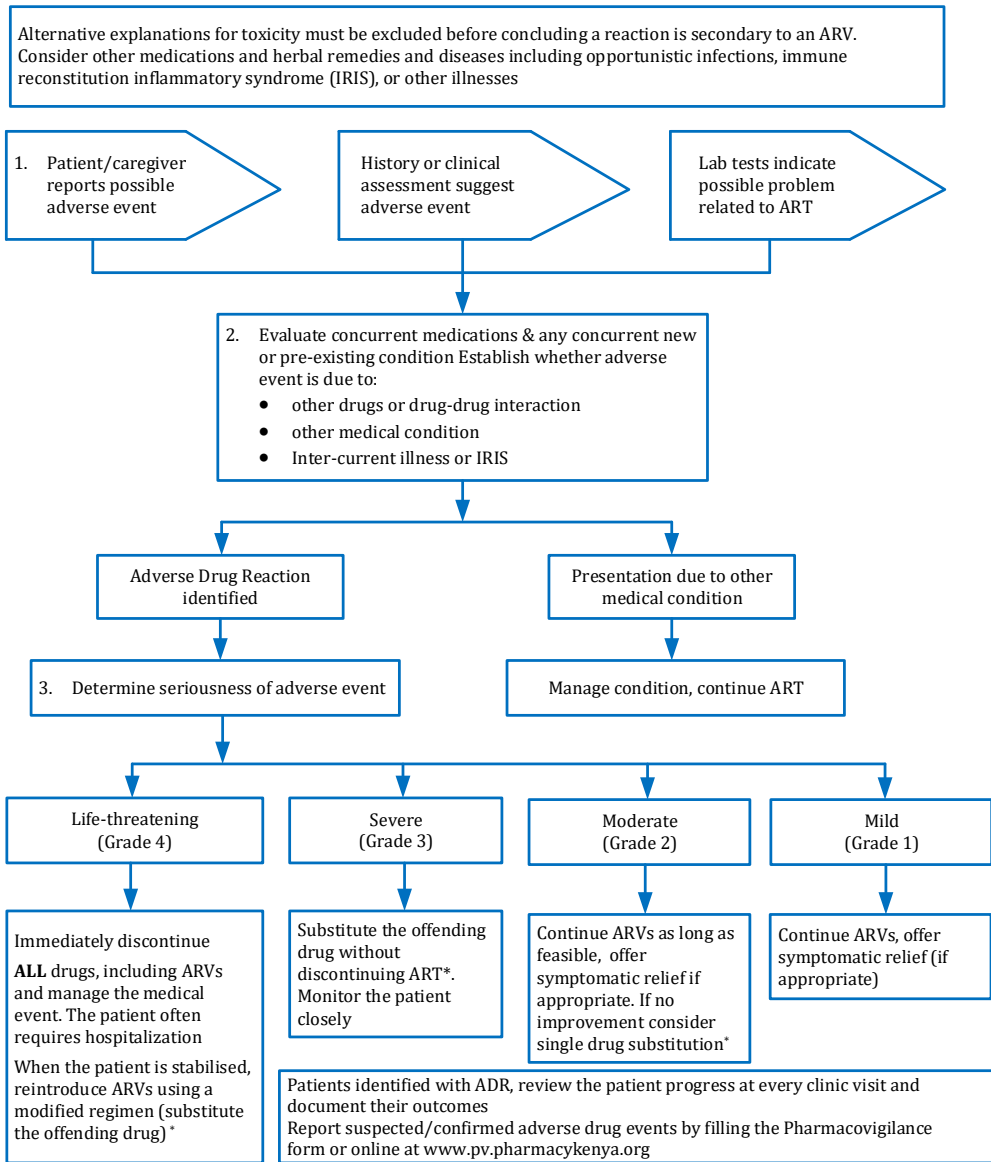 Alternative explanations for toxicity must be excluded before concluding a reaction is secondary to an ARV.
Consider other medications and herbal remedies and diseases including opportunistic infections, immune
reconstitution inflammatory syndrome (IRIS), or other illnesses
1. Patient/caregiver
reports possible
adverse event
History or clinical
assessment suggest
adverse event
Lab tests indicate
possible problem
related to ART
2. Evaluate concurrent medications & any concurrent new
or pre-existing condition Establish whether adverse
event is due to:
● other drugs or drug-drug interaction
● other medical condition
● Inter-current illness or IRIS
Adverse Drug Reaction
identified
Presentation due to other
medical condition
3. Determine seriousness of adverse event
Manage condition, continue ART
Life-threatening
(Grade 4)
Severe
(Grade 3)
Moderate
(Grade 2)
Mild
(Grade 1)
Immediately discontinue
ALL drugs, including ARVs
and manage the medical
event. The patient often
requires hospitalization
When the patient is stabilised,
reintroduce ARVs using a
modified regimen (substitute
the offending drug) *
Substitute the offending
drug without
discontinuing ART*.
Monitor the patient
closely
Continue ARVs as long as
feasible, offer
symptomatic relief if
appropriate. If no
improvement consider
single drug substitution*
Continue ARVs, offer
symptomatic relief (if
appropriate)
Patients identified with ADR, review the patient progress at every clinic visit and
document their outcomes
Report suspected/confirmed adverse drug events by filling the Pharmacovigilance
form or online at www.pv.pharmacykenya.org